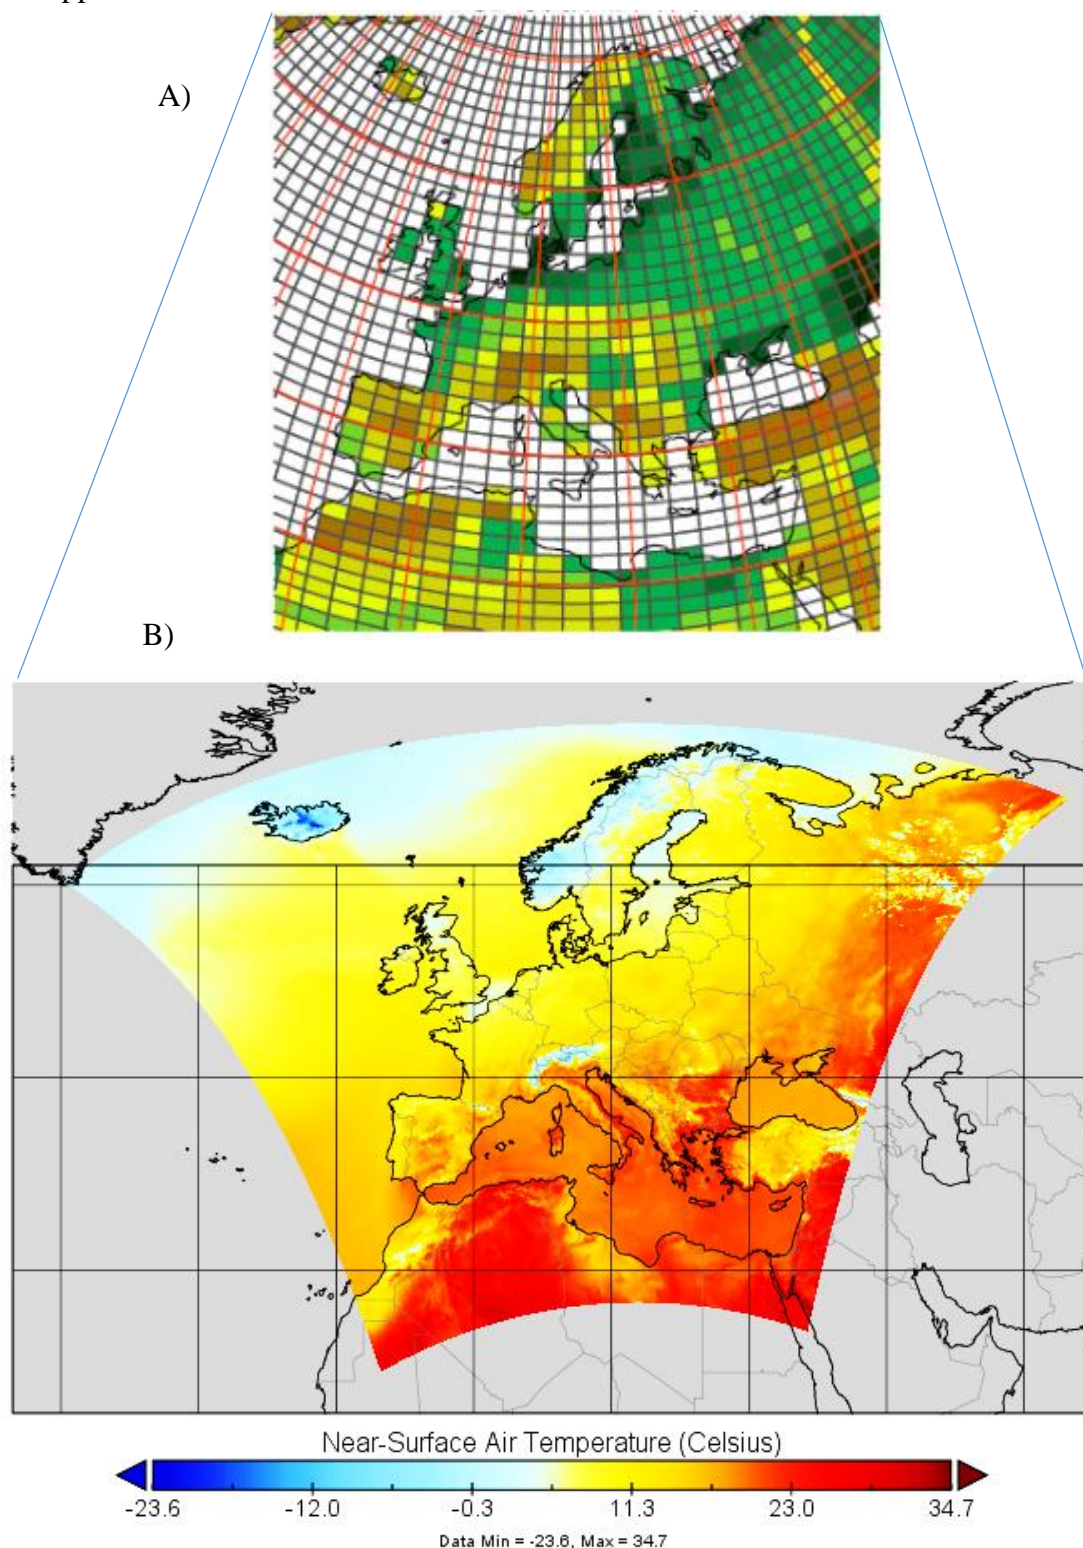 A)
B)
Near-Surface Air Temperature (Celsius)
-23.6 -12.0 -0.3 11.3 23.0 34.7
Data Min = -23.6, Max = 34.7